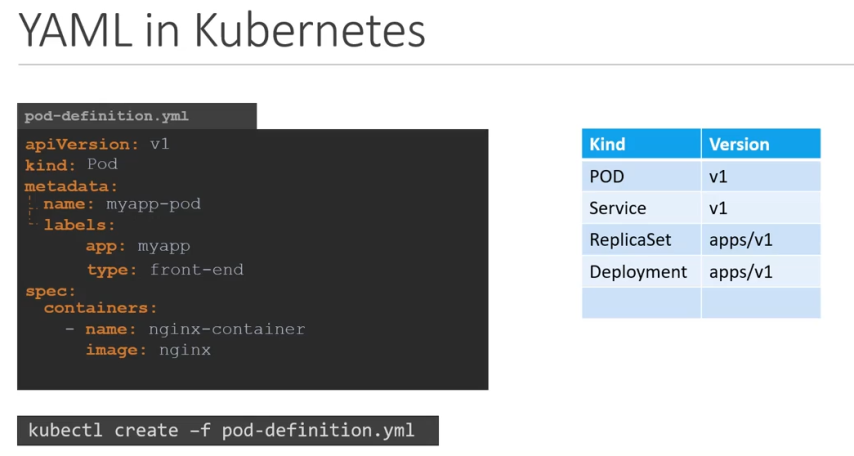 YAML in Kubernetes
pod-definition.yml
apiVersion: v1
kind: Pod
metadata:
name: myapp-pod
labels:
app: myapp
type: front-end
spec:
containers:
- name: nginx-container
image: nginx
kubectl create –f pod-definition.yml
Kind Version
POD v1
Service v1
ReplicaSet apps/v1
Deployment apps/v1